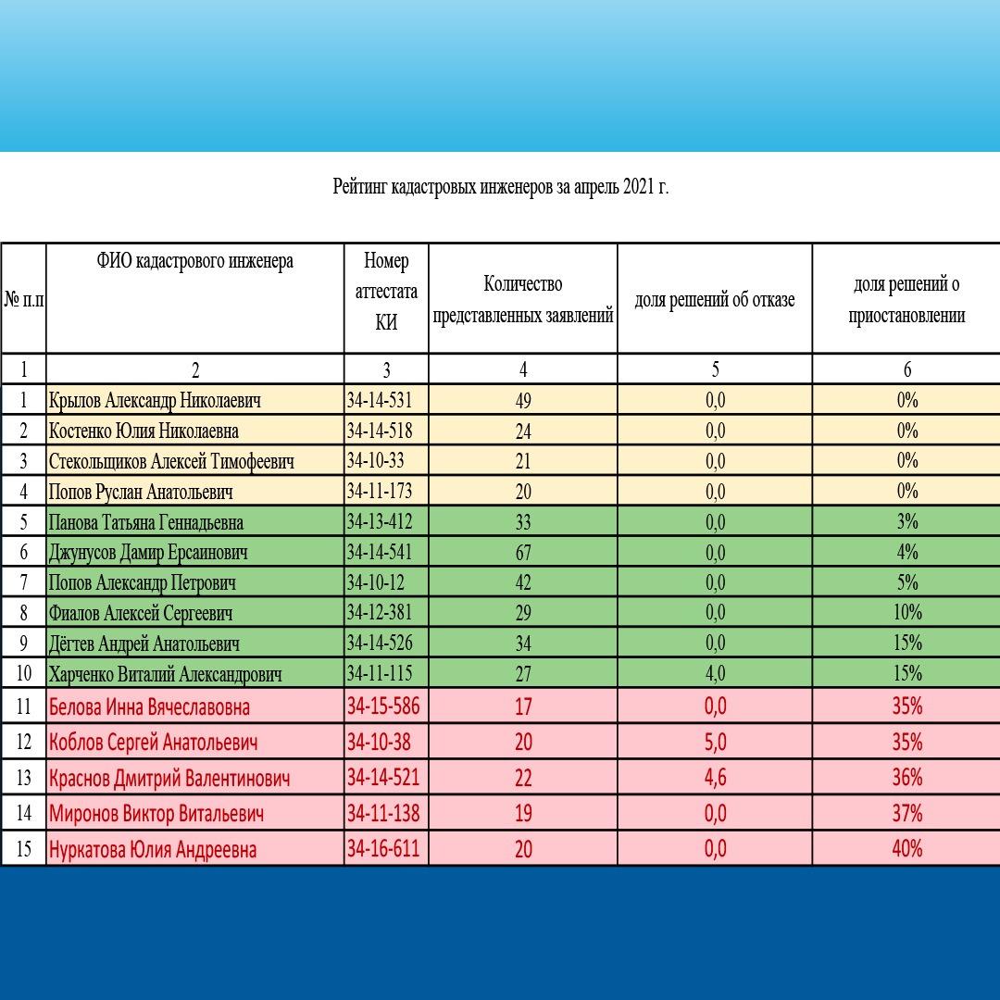 Рейтинг кадастровых инженеров за апрель 2021 г.
№ п.п ФИО кадастрового инженера Номер аттестата КИ Количество представленных заявлений доля решений об отказе доля решений о приостановлении
1 2 3 4 5 6
1 Крылов Александр Николаевич 34-14-531 49 0,0 0%
2 Костенко Юлия Николаевна 34-14-518 24 0,0 0%
3 Стекольщиков Алексей Тимофеевич 34-10-33 21 0,0 0%
4 Попов Руслан Анатольевич 34-11-173 20 0,0 0%
5 Панова Татьяна Геннадьевна 34-13-412 33 0,0 3%
6 Джунусов Дамир Ерсаинович 34-14-541 67 0,0 4%
7 Попов Александр Петрович 34-10-12 42 0,0 5%
8 Фиалов Алексей Сергеевич 34-12-381 29 0,0 10%
9 Дёгтев Андрей Анатольевич 34-14-526 34 0,0 15%
10 Харченко Виталий Александрович 34-11-115 27 4,0 15%
11 Белова Инна Вячеславовна 34-15-586 17 0,0 35%
12 Коблов Сергей Анатольевич 34-10-38 20 5,0 35%
13 Краснов Дмитрий Валентинович 34-14-521 22 4,6 36%
14 Миронов Виктор Витальевич 34-11-138 19 0,0 37%
15 Нуркатова Юлия Андреевна 34-16-611 20 0,0 40%